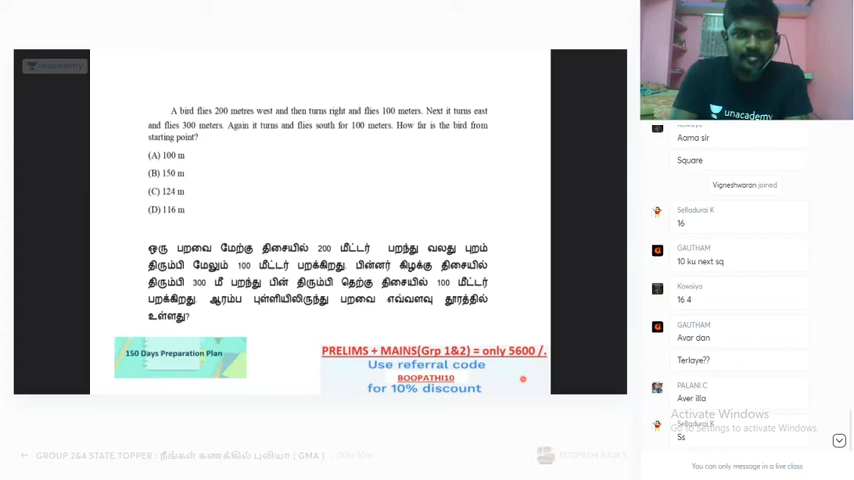 unacademy
A bird flies 200 metres west and then turns right and flies 100 meters. Next it turns east
and flies 300 meters. Again it turns and flies south for 100 meters. How far is the bird from
starting point?
(A) 100 m
(B) 150 m
(C) 124 m
(D) 116 m
ஒரு பறவை மேற்கு திசையில் 200 மீட்டர் பறந்து வலது புறம்
திரும்பி மேலும் 100 மீட்டர் பறக்கிறது. பின்னர் கிழக்கு திசையில்
திரும்பி 300 மீ பறந்து பின் திரும்பி தெற்கு திசையில் 100 மீட்டர்
பறக்கிறது. ஆரம்ப புள்ளியிலிருந்து பறவை எவ்வளவு தூரத்தில்
உள்ளது?
150 Days Preparation Plan
PRELIMS + MAINS(Grp 1&2) = only 5600 /.
Use referral code
BOOPATHI10
for 10% discount
GROUP 2&4 STATE TOPPER : நீங்கள் கணக்கில் புலியா ( GMA )
BOOPATHI RAJA S
unacademy
Kowsiyo
Aama sir
Square
Vigneshwaran joined
Selladurai K
16
GAUTHAM
10 ku next sq
Kowsiyo
16 4
GAUTHAM
Avar dan
Terlaye??
PALANI C
Aver illa
Selladurai K
Ss
Activate Windows
Go to Settings to activate Windows.
You can only message in a live class